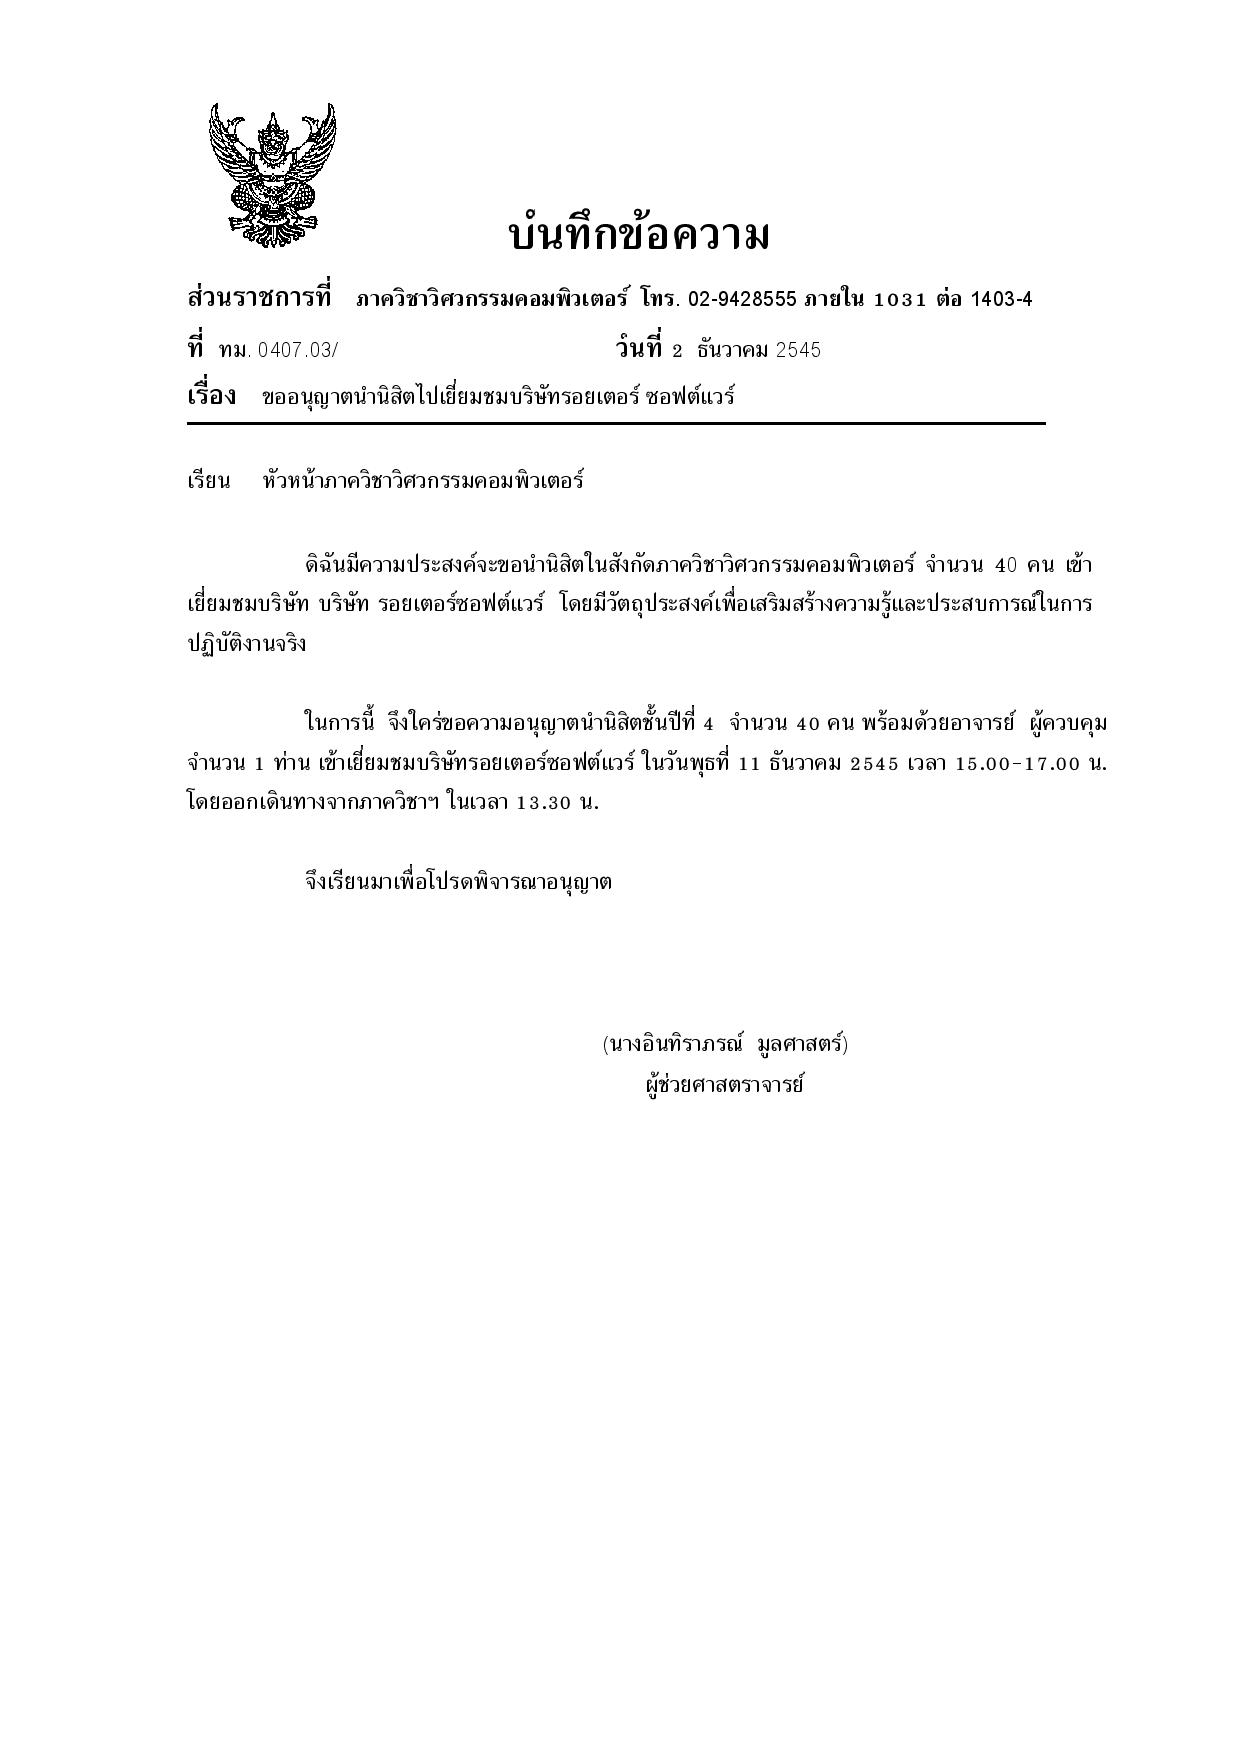 บันทึกข้อความ
ส่วนราชการที่ ภาควิชาวิศวกรรมคอมพิวเตอร์ โทร. 02-9428555 ภายใน 1031 ต่อ 1403-4
ที่ ทม. 0407.03/ วันที่ 2 ธันวาคม 2545
เรื่อง ขออนุญาตนำนิสิตไปเยี่ยมชมบริษัทรอยเตอร์ ซอฟต์แวร์
เรียน หัวหน้าภาควิชาวิศวกรรมคอมพิวเตอร์
ดิฉันมีความประสงค์จะขอนำนิสิตในสังกัดภาควิชาวิศวกรรมคอมพิวเตอร์ จำนวน 40 คน เข้า
เยี่ยมชมบริษัท บริษัท รอยเตอร์ซอฟต์แวร์ โดยมีวัตถุประสงค์เพื่อเสริมสร้างความรู้และประสบการณ์ในการ
ปฏิบัติงานจริง
ในการนี้ จึงใคร่ขอความอนุญาตนำนิสิตชั้นปีที่ 4 จำนวน 40 คน พร้อมด้วยอาจารย์ ผู้ควบคุม
จำนวน 1 ท่าน เข้าเยี่ยมชมบริษัทรอยเตอร์ซอฟต์แวร์ ในวันพุธที่ 11 ธันวาคม 2545 เวลา 15.00-17.00 น.
โดยออกเดินทางจากภาควิชาฯ ในเวลา 13.30 น.
จึงเรียนมาเพื่อโปรดพิจารณาอนุญาต
(นางอินทิราภรณ์ มูลศาสตร์)
ผู้ช่วยศาสตราจารย์